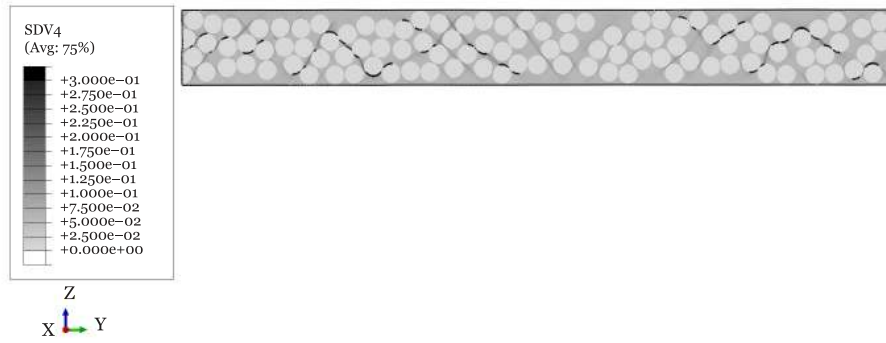 SDV4
(Avg: 75%)
+3.000e−01
+2.750e−01
+2.500e−01
+2.250e−01
+2.000e−01
+1.750e−01
+1.500e−01
+1.250e−01
+1.000e−01
+7.500e−02
+5.000e−02
+2.500e−02
+0.000e+00
Z
X
Y